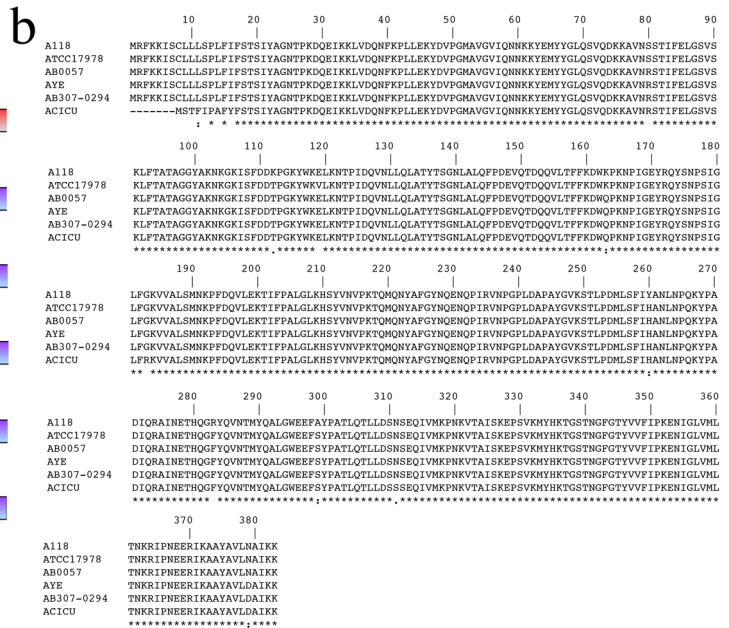 b
10 20 30 40 50 60 70 80 90
A118 MRFKKISCLLLSPLFIFSTSIYAGNTPKDQEIKKLVDQNFKPLLEKYDVPGMAVGVIQNNKKYEMYYGLQSVQDKKAVNSSTIFELGSVS
ATCC17978 MRFKKISCLLLSPLFIFSTSIYAGNTPKDQEIKKLVDQNFKPLLEKYDVPGMAVGVIQNNKKYEMYYGLQSVQDKKAVNSSTIFELGSVS
AB0057 MRFKKISCLLLSPLFIFSTSIYAGNTPKDQEIKKLVDQNFKPLLEKYDVPGMAVGVIQNNKKYEMYYGLQSVQDKKAVNSSTIFELGSVS
AYE MRFKKISCLLLSPLFIFSTSIYAGNTPKDQEIKKLVDQNFKPLLEKYDVPGMAVGVIQNNKKYEMYYGLQSVQDKKAVNSSTIFELGSVS
AB307-0294 MRFKKISCLLLSPLFIFSTSIYAGNTPKDQEIKKLVDQNFKPLLEKYDVPGMAVGVIQNNKKYEMYYGLQSVQDKKAVNSSTIFELGSVS
ACICU -------MSTFIPAFYFSTSIYAGNTPKDQEIKKLVDQNFKPLLEKYDVPGMAVGVIQNNKKYEMYYGLQSVQDKKAVNRSTIFELGSVS
100 110 120 130 140 150 160 170 180
A118 KLFTATAGGYAKNKGKISFDDKPGKYWKELKNTPIDQVNLLQLATYTSGNLALQFPDEVQTDQQVLTFFKDWKPKNPIGEYRQYSNPSIG
ATCC17978 KLFTATAGGYAKNKGKISFDDTPGKYWKVLKNTPIDQVNLLQLATYTSGNLALQFPDEVQTDQQVLTFFKDWKPKNPIGEYRQYSNPSIG
AB0057 KLFTATAGGYAKNKGKISFDDTPGKYWKELKNTPIDQVNLLQLATYTSGNLALQFPDEVQTDQQVLTFFKDWQPKNPIGEYRQYSNPSIG
AYE KLFTATAGGYAKNKGKISFDDTPGKYWKELKNTPIDQVNLLQLATYTSGNLALQFPDEVQTDQQVLTFFKDWQPKNPIGEYRQYSNPSIG
AB307-0294 KLFTATAGGYAKNKGKISFDDTPGKYWKELKNTPIDQVNLLQLATYTSGNLALQFPDEVQTDQQVLTFFKDWQPKNPIGEYRQYSNPSIG
ACICU KLFTATAGGYAKNKGKISFDDTPGKYWKELKNTPIDQVNLLQLATYTSGNLALQFPDEVQTDQQVLTFFKDWQPKNPIGEYRQYSNPSIG
190 200 210 220 230 240 250 260 270
A118 LFGKVVALSMNKPFDQVLEKTIFPALGLKHSYVNVPKTQMQNYAFGYNQENQPIRVNPGPLDAPAYGVKSTLPDMLSFIYANLNPQKYPA
ATCC17978 LFGKVVALSMNKPFDQVLEKTIFPALGLKHSYVNVPKTQMQNYAFGYNQENQPIRVNPGPLDAPAYGVKSTLPDMLSFIHANLNPQKYPA
AB0057 LFGKVVALSMNKPFDQVLEKTIFPALGLKHSYVNVPKTQMQNYAFGYNQENQPIRVNPGPLDAPAYGVKSTLPDMLSFIHANLNPQKYPA
AYE LFGKVVALSMNKPFDQVLEKTIFPALGLKHSYVNVPKTQMQNYAFGYNQENQPIRVNPGPLDAPAYGVKSTLPDMLSFIHANLNPQKYPA
AB307-0294 LFGKVVALSMNKPFDQVLEKTIFPALGLKHSYVNVPKTQMQNYAFGYNQENQPIRVNPGPLDAPAYGVKSTLPDMLSFIHANLNPQKYPA
ACICU LFRKVVALSMNKPFDQVLEKTIFPALGLKHSYVNVPKTQMQNYAFGYNQENQPIRVNPGPLDAPAYGVKSTLPDMLSFIHANLNPQKYPA
280 290 300 310 320 330 340 350 360
A118 DIQRAINETHQGRYQVNTMYQALGWEEFAYPATLQTLLDSNSEQIVMKPNKVTAISKEPSVKMYHKTGSTNGFGTYVVFIPKENIGLVML
ATCC17978 DIQRAINETHQGFYQVNTMYQALGWEEFSYPATLQTLLDSNSEQIVMKPNKVTAISKEPSVKMYHKTGSTNGFGTYVVFIPKENIGLVML
AB0057 DIQRAINETHQGFYQVNTMYQALGWEEFSYPATLQTLLDSNSEQIVMKPNKVTAISKEPSVKMYHKTGSTNGFGTYVVFIPKENIGLVML
AYE DIQRAINETHQGFYQVNTMYQALGWEEFSYPATLQTLLDSNSEQIVMKPNKVTAISKEPSVKMYHKTGSTNGFGTYVVFIPKENIGLVML
AB307-0294 DIQRAINETHQGFYQVNTMYQALGWEEFSYPATLQTLLDSNSEQIVMKPNKVTAISKEPSVKMYHKTGSTNGFGTYVVFIPKENIGLVML
ACICU DIQRAINETHQGFYQVNTMYQALGWEEFSYPATLQTLLDSSSEQIVMKPNKVTAISKEPSVKMYHKTGSTNGFGTYVVFIPKENIGLVML
370 380
A118 TNKRIPNEERIKAAYAVLNAIKK
ATCC17978 TNKRIPNEERIKAAYAVLNAIKK
AB0057 TNKRIPNEERIKAAYAVLNAIKK
AYE TNKRIPNEERIKAAYAVLDAIKK
AB307-0294 TNKRIPNEERIKAAYAVLDAIKK
ACICU TNKRIPNEERIKAAYAVLDAIKK
******************:****